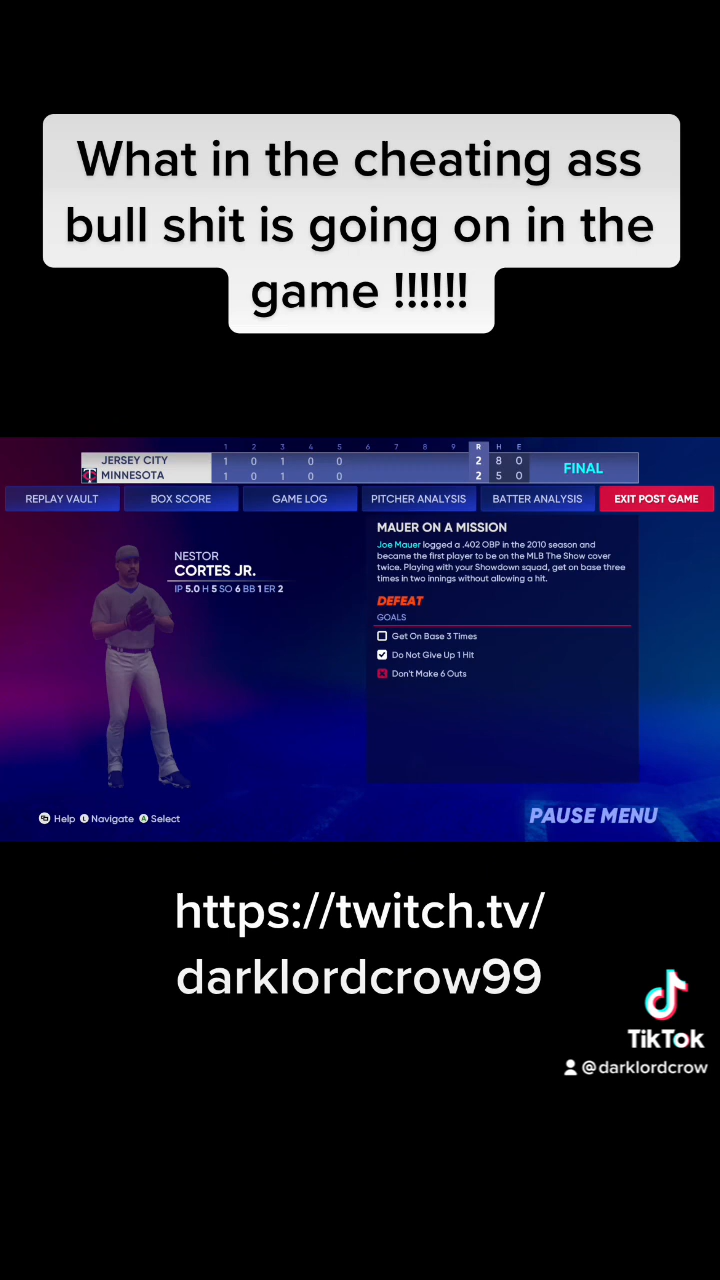 What in the cheating ass
bull shit is going on in the
game !!!!!!
1 2 3 4 5 6 7 8 9 R H E
JERSEY CITY 1 0 1 0 0 2 8 0
MINNESOTA 1 0 1 0 0 2 5 0
FINAL
REPLAY VAULT BOX SCORE GAME LOG PITCHER ANALYSIS BATTER ANALYSIS EXIT POST GAME
NESTOR
CORTES JR.
IP 5.0 H 5 SO 6 BB 1 ER 2
MAUER ON A MISSION
Joe Mauer logged a .402 OBP in the 2010 season and
became the first player to be on the MLB The Show cover
twice. Playing with your Showdown squad, get on base three
times in two innings without allowing a hit.
DEFEAT
GOALS
Get On Base 3 Times
Do Not Give Up 1 Hit
Don't Make 6 Outs
Help L Navigate A Select
PAUSE MENU
https://twitch.tv/
darklordcrow99
TikTok
@darklordcrow